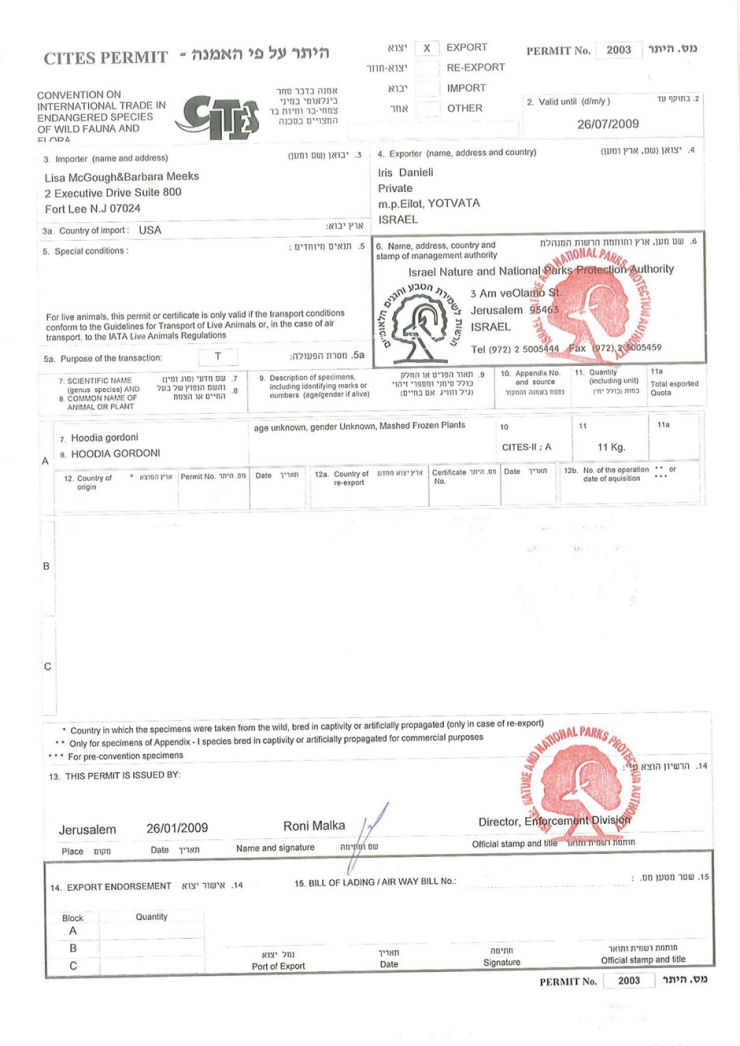 CITES PERMIT - היתר על פי האמנה
יצוא X EXPORT
יצוא-חוזר RE-EXPORT
יבוא IMPORT
אחר OTHER
PERMIT No. 2003 מס. היתר
CONVENTION ON
INTERNATIONAL TRADE IN
ENDANGERED SPECIES
OF WILD FAUNA AND
FLORA
CITES
אמנה בדבר סחר
בינלאומי במיני
צמחי-בר וחיות בר
המצויים בסכנה
2. Valid until (d/m/y) 2. בתוקף עד
26/07/2009
3. Importer (name and address) 3. יבואן (שם ומען)
Lisa McGough&Barbara Meeks
2 Executive Drive Suite 800
Fort Lee N.J 07024
3a. Country of import : USA ארץ יבוא:
4. Exporter (name, address and country) 4. יצואן (שם, ארץ ומען)
Iris Danieli
Private
m.p.Eilot, YOTVATA
ISRAEL
5. Special conditions : 5. תנאים מיוחדים :
For live animals, this permit or certificate is only valid if the transport conditions
conform to the Guidelines for Transport of Live Animals or, in the case of air
transport, to the IATA Live Animals Regulations
5a. Purpose of the transaction: T 5a. מטרת הפעולה:
6. Name, address, country and
stamp of management authority
6. שם מען, ארץ וחותמת הרשות המנהלת
Israel Nature and National Parks Protection Authority
3 Am veOlamo St.
Jerusalem 95463
ISRAEL
Tel (972) 2 5005444 Fax (972) 2 5005459
רשות לשמירת הטבע והגנים הלאומיים
ISRAEL NATURE AND NATIONAL PARKS PROTECTION AUTHORITY
7. SCIENTIFIC NAME
(genus species) AND
8. COMMON NAME OF
ANIMAL OR PLANT
7. שם מדעי (סוג ומין)
8. והשם הנפוץ של בעל
החיים או הצמח
9. Description of specimens,
including identifying marks or
numbers (age/gender if alive)
9. תאור הפריט או החלק
כולל סימני ומספרי זיהוי
(גיל וזוויג אם בחיים)
10. Appendix No.
and source
נספח באמנה והמקור
11. Quantity
(including unit)
כמות (כולל יח')
11a
Total exported
Quota
A
7. Hoodia gordoni
8. HOODIA GORDONI
age unknown, gender Unknown, Mashed Frozen Plants
10
CITES-II ; A
11
11 Kg.
11a
12. Country of origin * ארץ המוצא
Permit No. מס. היתר
Date תאריך
12a. Country of re-export ארץ יצוא מחדש
Certificate No. מס. היתר
Date תאריך
12b. No. of the operation ** or
date of aquisition ***
B
C
* Country in which the specimens were taken from the wild, bred in captivity or artificially propagated (only in case of re-export)
** Only for specimens of Appendix - I species bred in captivity or artificially propagated for commercial purposes
*** For pre-convention specimens
13. THIS PERMIT IS ISSUED BY:
14. הרשיון הוצא
ISRAEL NATURE AND NATIONAL PARKS PROTECTION AUTHORITY
Jerusalem 26/01/2009 Roni Malka Director, Enforcement Division
Place מקום Date תאריך Name and signature שם וחתימה Official stamp and title חותמת רשמית ותואר
14. EXPORT ENDORSEMENT 14. אישור יצוא
15. BILL OF LADING / AIR WAY BILL No.: 15. שטר מטען מס. :
Block Quantity
A
B
C
נמל יצוא תאריך חתימה חותמת רשמית ותואר
Port of Export Date Signature Official stamp and title
PERMIT No. 2003 מס. היתר